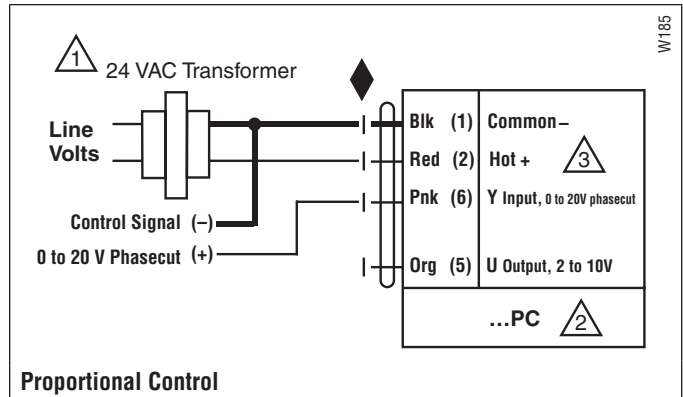 W185
1 24 VAC Transformer
Line
Volts
Blk (1) Common –
Red (2) Hot + 3
Pnk (6) Y Input, 0 to 20V phasecut
Control Signal (–)
0 to 20 V Phasecut (+)
Org (5) U Output, 2 to 10V
...PC 2
Proportional Control